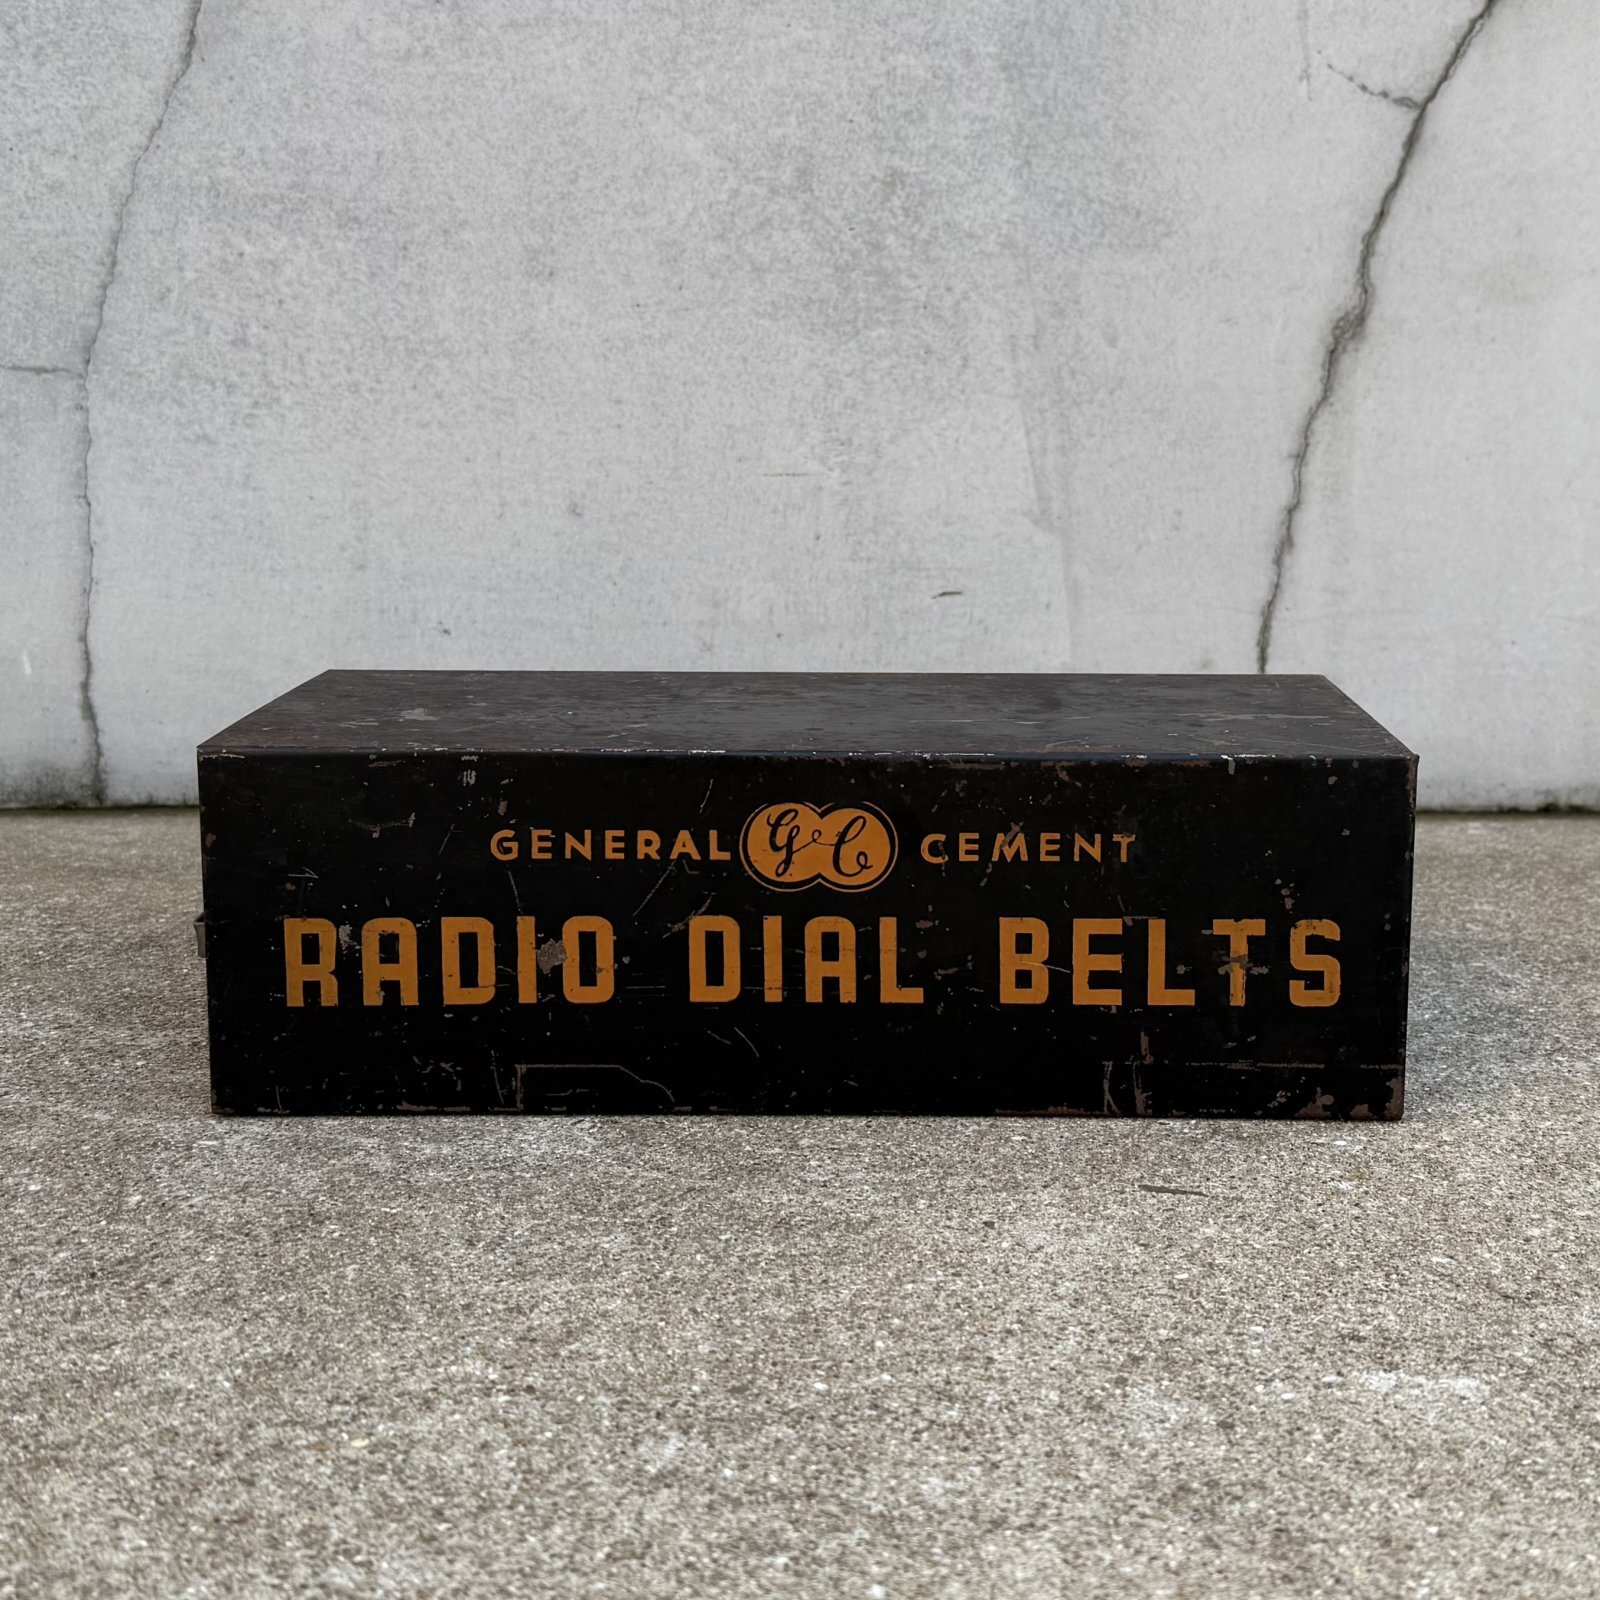 GENERAL GC CEMENT
RADIO DIAL BELTS